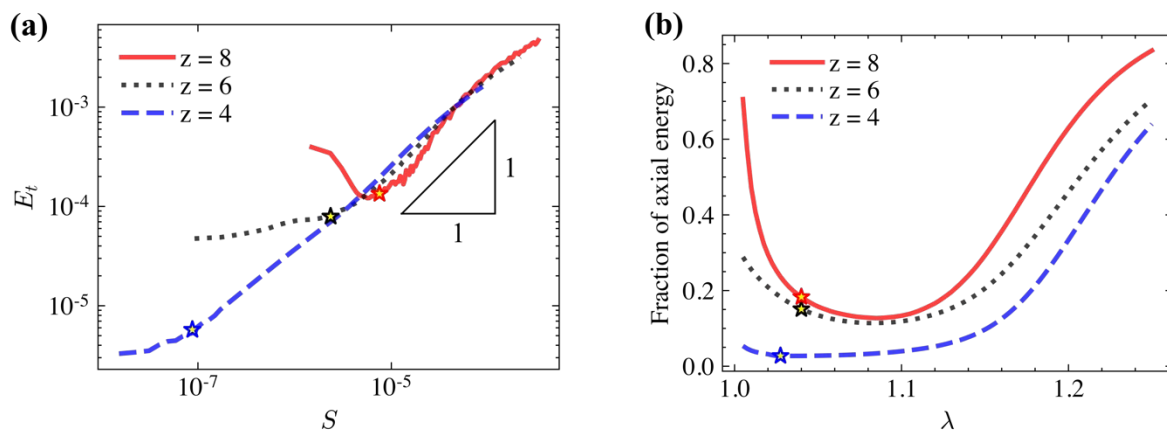 (a)
z = 8
z = 6
z = 4
10⁻³
10⁻⁴
10⁻⁵
E_t
1
1
10⁻⁷
10⁻⁵
S
(b)
z = 8
z = 6
z = 4
0.8
0.6
0.4
0.2
0.0
Fraction of axial energy
1.0
1.1
1.2
λ